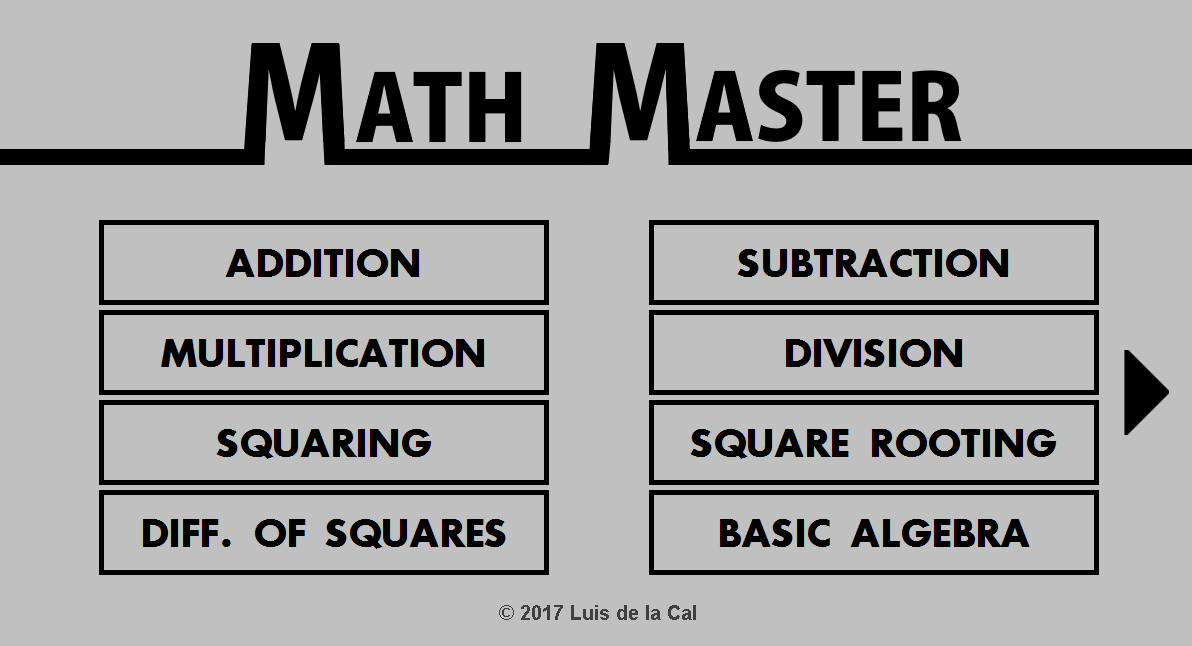 MATH MASTER
ADDITION
SUBTRACTION
MULTIPLICATION
DIVISION
SQUARING
SQUARE ROOTING
DIFF. OF SQUARES
BASIC ALGEBRA
© 2017 Luis de la Cal